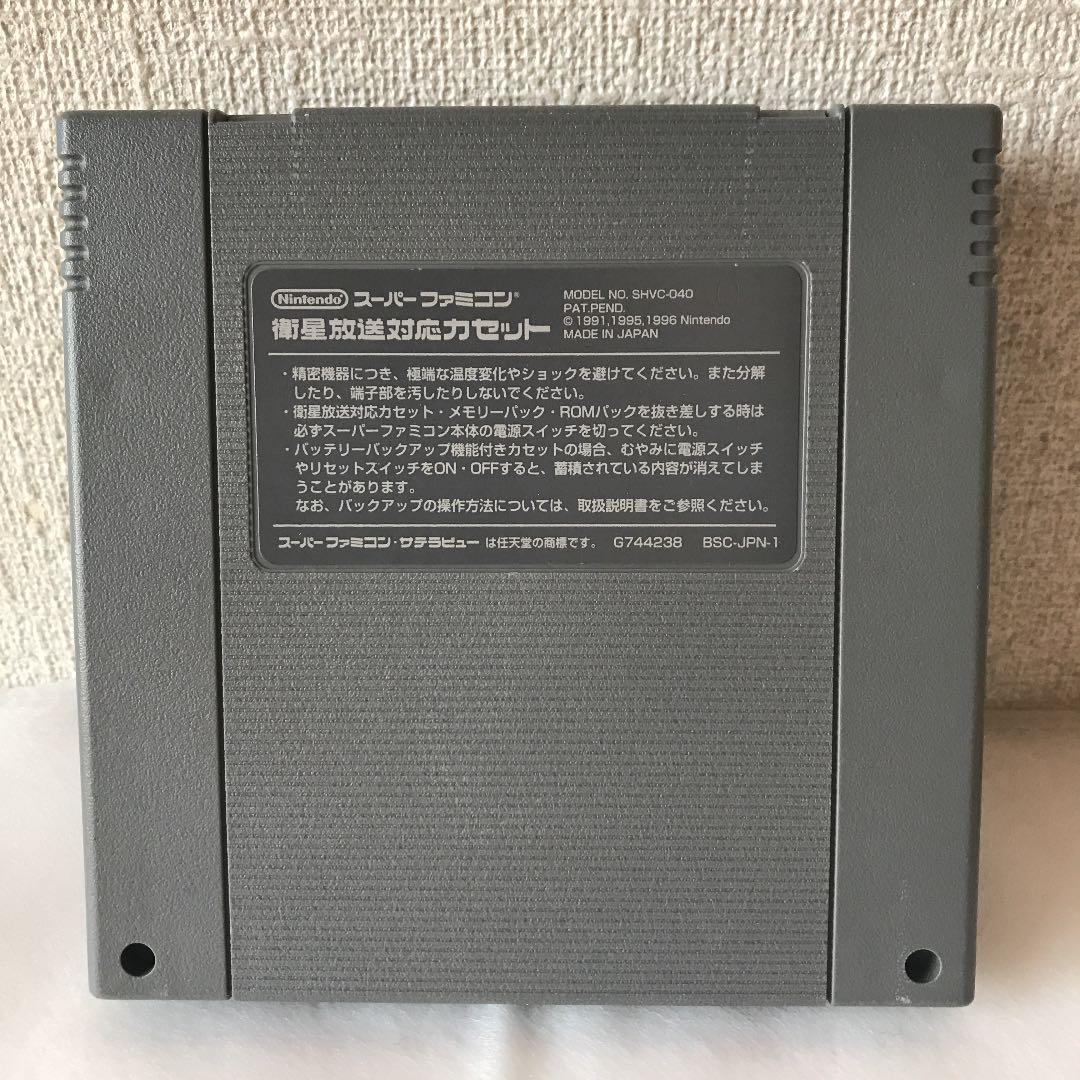 Nintendo スーパーファミコン®
衛星放送対応カセット
MODEL NO. SHVC-040
PAT.PEND.
© 1991,1995,1996 Nintendo
MADE IN JAPAN
・精密機器につき、極端な温度変化やショックを避けてください。また分解
したり、端子部を汚したりしないでください。
・衛星放送対応カセット・メモリーパック・ROMパックを抜き差しする時は
必ずスーパーファミコン本体の電源スイッチを切ってください。
・バッテリーバックアップ機能付きカセットの場合、むやみに電源スイッチ
やリセットスイッチをON・OFFすると、蓄積されている内容が消えてしま
うことがあります。
なお、バックアップの操作方法については、取扱説明書をご参照ください。
スーパーファミコン・サテラビュー は任天堂の商標です。 G744238 BSC-JPN-1